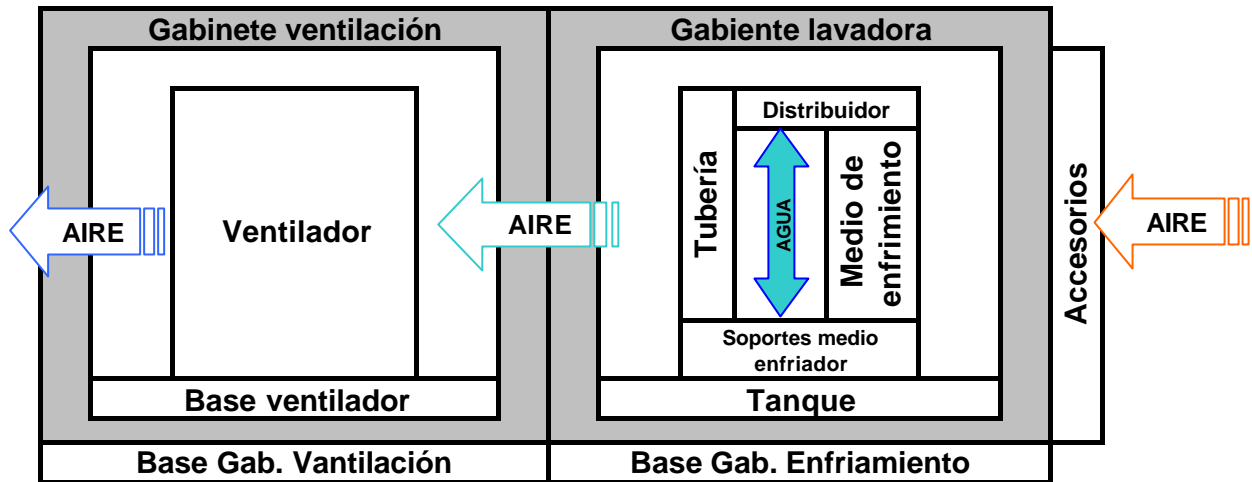 Gabinete ventilación
Gabiente lavadora
Distribuidor
Tubería
AGUA
Medio de
enfrimiento
Accesorios
AIRE
Ventilador
AIRE
AIRE
Soportes medio
enfriador
Base ventilador
Tanque
Base Gab. Vantilación
Base Gab. Enfriamiento